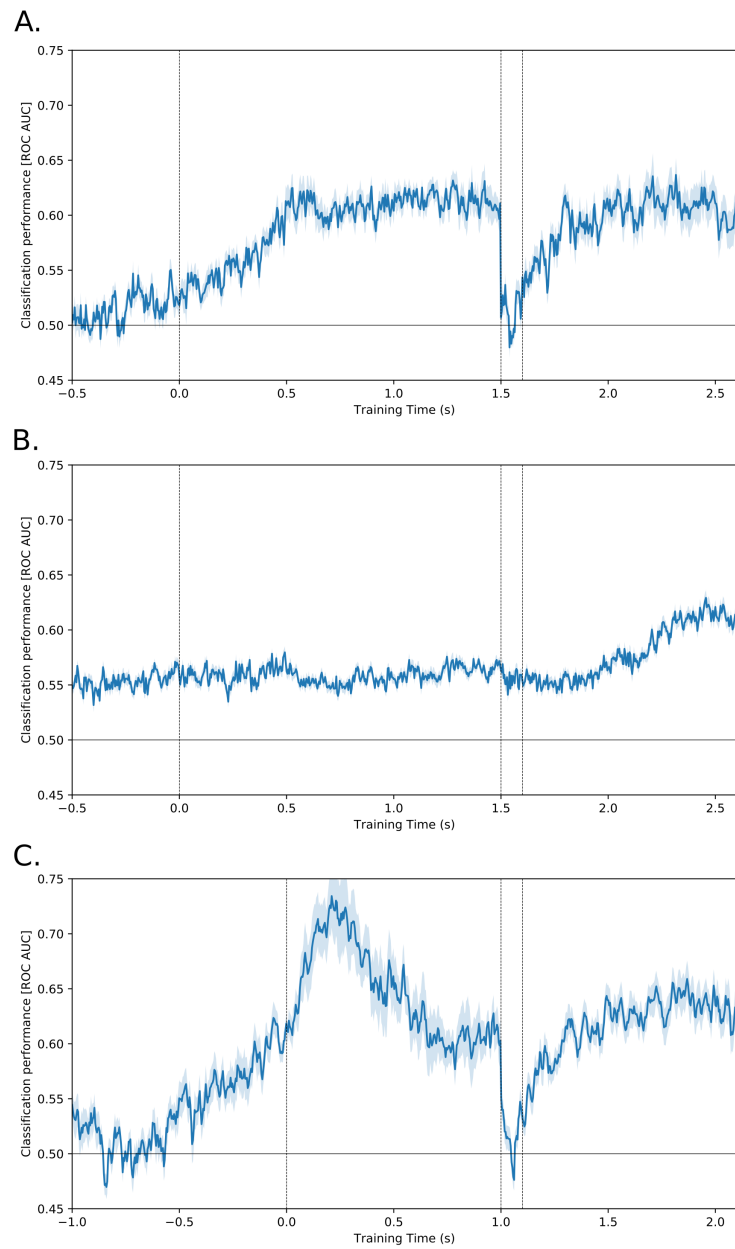 A.
0.75
0.70
0.65
0.60
0.55
0.50
0.45
Classification performance [ROC AUC]
−0.5 0.0 0.5 1.0 1.5 2.0 2.5
Training Time (s)
B.
0.75
0.70
0.65
0.60
0.55
0.50
0.45
Classification performance [ROC AUC]
−0.5 0.0 0.5 1.0 1.5 2.0 2.5
Training Time (s)
C.
0.75
0.70
0.65
0.60
0.55
0.50
0.45
Classification performance [ROC AUC]
−1.0 −0.5 0.0 0.5 1.0 1.5 2.0
Training Time (s)